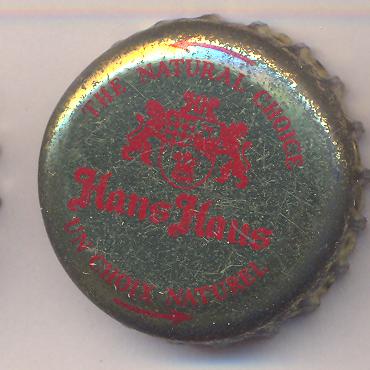 THE NATURAL CHOICE
Hans Haus
UN CHOIX NATUREL